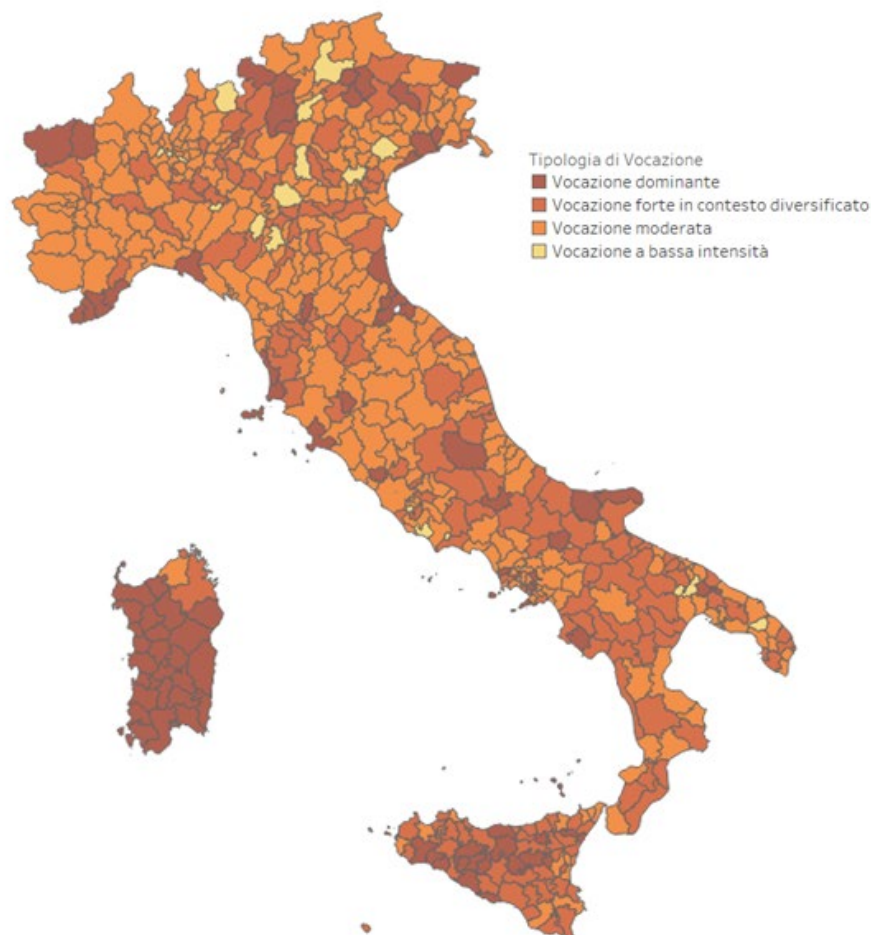 Tipologia di Vocazione
Vocazione dominante
Vocazione forte in contesto diversificato
Vocazione moderata
Vocazione a bassa intensità